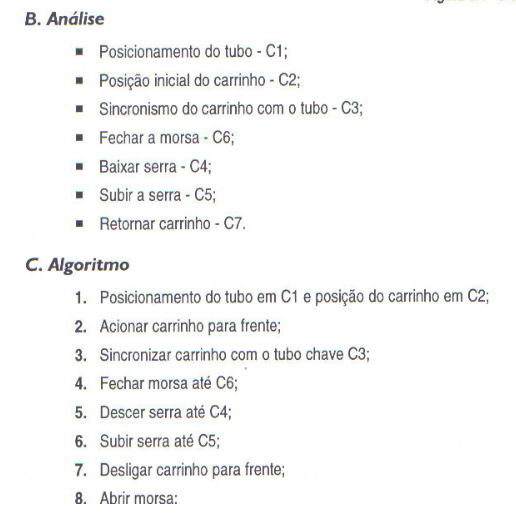 B. Análise
▪ Posicionamento do tubo - C1;
▪ Posição inicial do carrinho - C2;
▪ Sincronismo do carrinho com o tubo - C3;
▪ Fechar a morsa - C6;
▪ Baixar serra - C4;
▪ Subir a serra - C5;
▪ Retornar carrinho - C7.
C. Algoritmo
1. Posicionamento do tubo em C1 e posição do carrinho em C2;
2. Acionar carrinho para frente;
3. Sincronizar carrinho com o tubo chave C3;
4. Fechar morsa até C6;
5. Descer serra até C4;
6. Subir serra até C5;
7. Desligar carrinho para frente;
8. Abrir morsa: